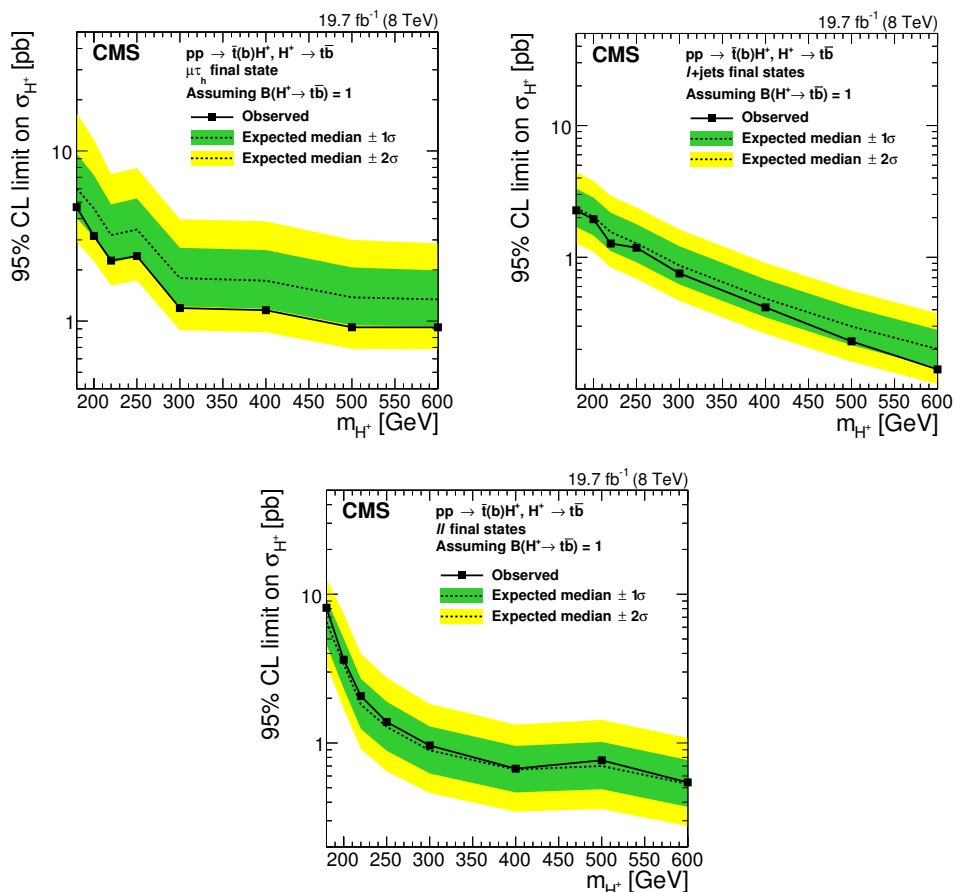 19.7 fb⁻¹ (8 TeV)
CMS
pp → t̄(b)H⁺, H⁺ → tb̄
μτₕ final state
Assuming B(H⁺→ tb̄) = 1
Observed
Expected median ± 1σ
Expected median ± 2σ
95% CL limit on σ_H⁺ [pb]
10
1
200 250 300 350 400 450 500 550 600
m_H⁺ [GeV]
19.7 fb⁻¹ (8 TeV)
CMS
pp → t̄(b)H⁺, H⁺ → tb̄
l+jets final states
Assuming B(H⁺→ tb̄) = 1
Observed
Expected median ± 1σ
Expected median ± 2σ
95% CL limit on σ_H⁺ [pb]
10
1
200 250 300 350 400 450 500 550 600
m_H⁺ [GeV]
19.7 fb⁻¹ (8 TeV)
CMS
pp → t̄(b)H⁺, H⁺ → tb̄
ll final states
Assuming B(H⁺→ tb̄) = 1
Observed
Expected median ± 1σ
Expected median ± 2σ
95% CL limit on σ_H⁺ [pb]
10
1
200 250 300 350 400 450 500 550 600
m_H⁺ [GeV]